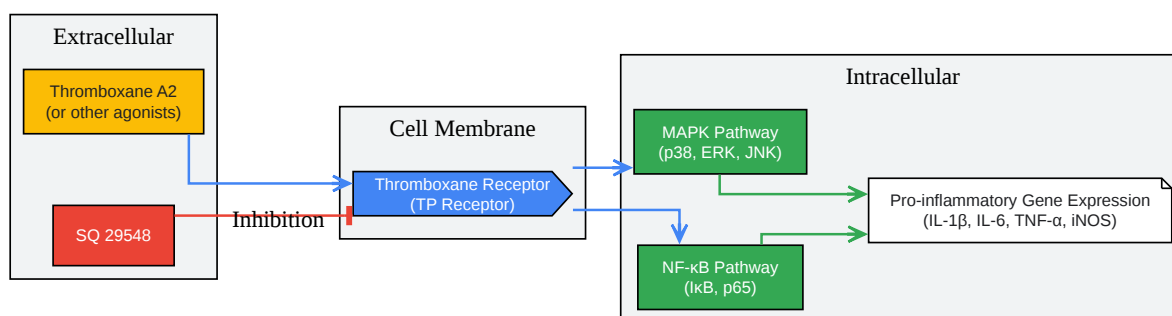 Extracellular
Thromboxane A2
(or other agonists)
SQ 29548
Inhibition
Cell Membrane
Thromboxane Receptor
(TP Receptor)
Intracellular
MAPK Pathway
(p38, ERK, JNK)
NF-κB Pathway
(IκB, p65)
Pro-inflammatory Gene Expression
(IL-1β, IL-6, TNF-α, iNOS)